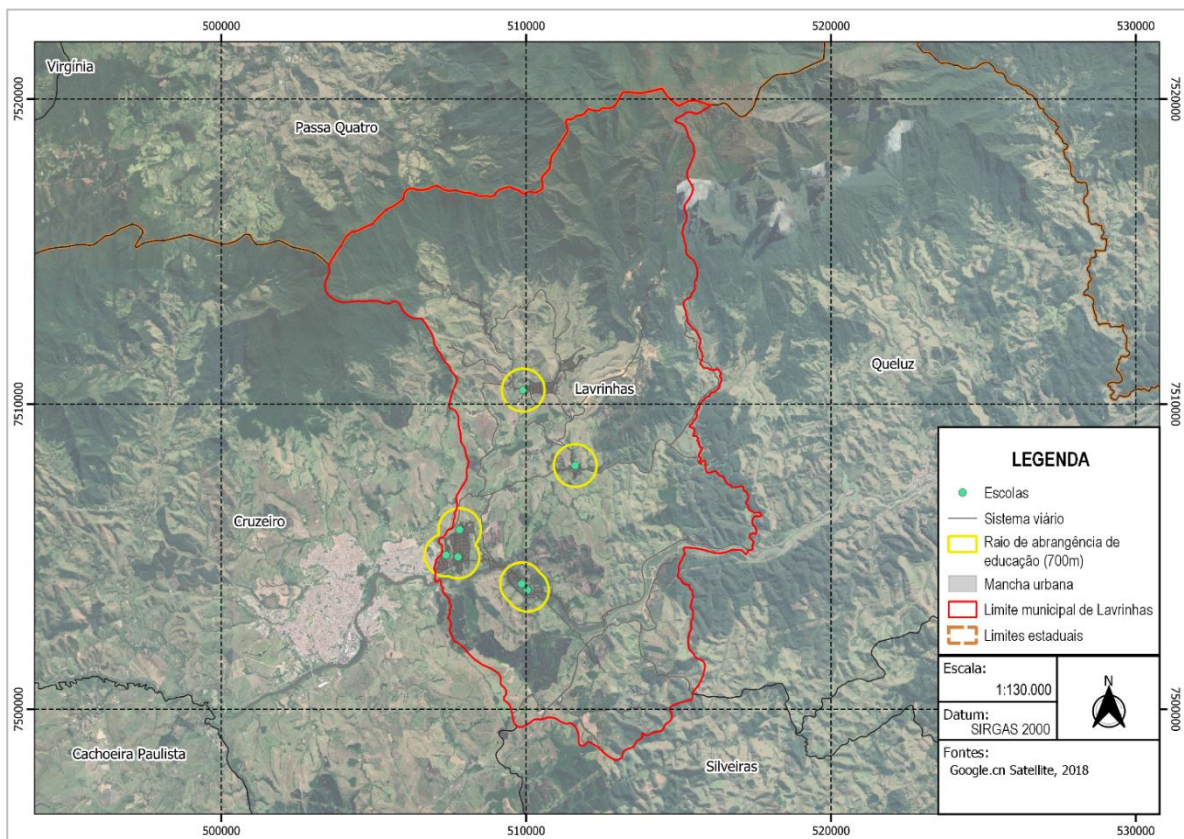 500000
510000
520000
530000
Virgínia
7520000
7520000
Passa Quatro
Queluz
Lavrinhas
7510000
7510000
Cruzeiro
LEGENDA
Escolas
Sistema viário
Raio de abrangência de
educação (700m)
Mancha urbana
Limite municipal de Lavrinhas
Limites estaduais
Escala:
1:130.000
N
Datum:
SIRGAS 2000
Fontes:
Google.cn Satellite, 2018
7500000
7500000
Cachoeira Paulista
Silveiras
500000
510000
520000
530000